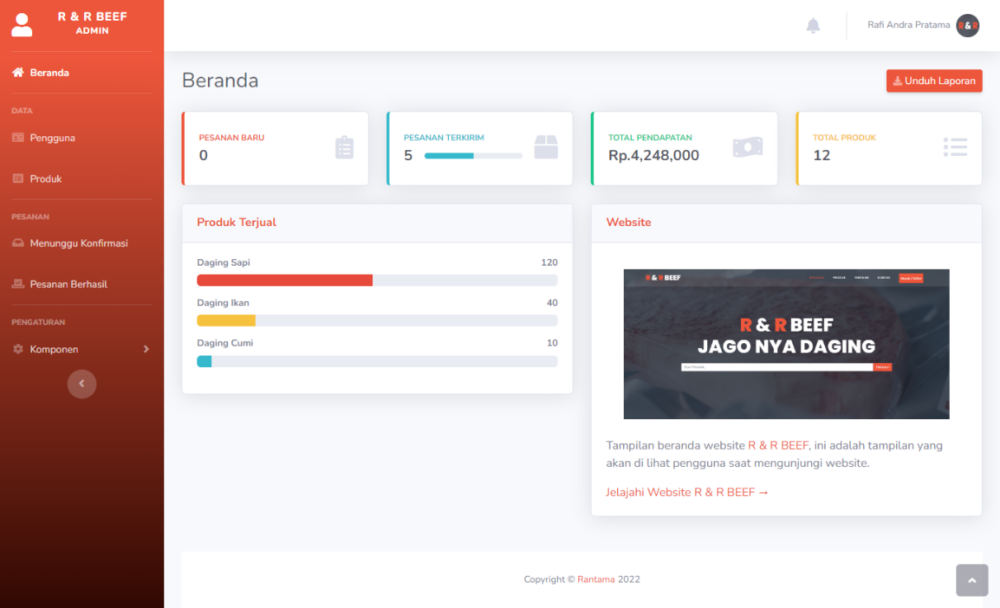 R & R BEEF
ADMIN
Rafi Andra Pratama
R & R
Beranda
DATA
Pengguna
Produk
PESANAN
Menunggu Konfirmasi
Pesanan Berhasil
PENGATURAN
Komponen
Beranda
Unduh Laporan
PESANAN BARU
0
PESANAN TERKIRIM
5
TOTAL PENDAPATAN
Rp.4,248,000
TOTAL PRODUK
12
Produk Terjual
Daging Sapi 120
Daging Ikan 40
Daging Cumi 10
Website
R & R BEEF
PRODUK
KONTAK
R & R BEEF
JAGO NYA DAGING
Tampilan beranda website R & R BEEF, ini adalah tampilan yang
akan di lihat pengguna saat mengunjungi website.
Jelajahi Website R & R BEEF →
Copyright © Rantama 2022